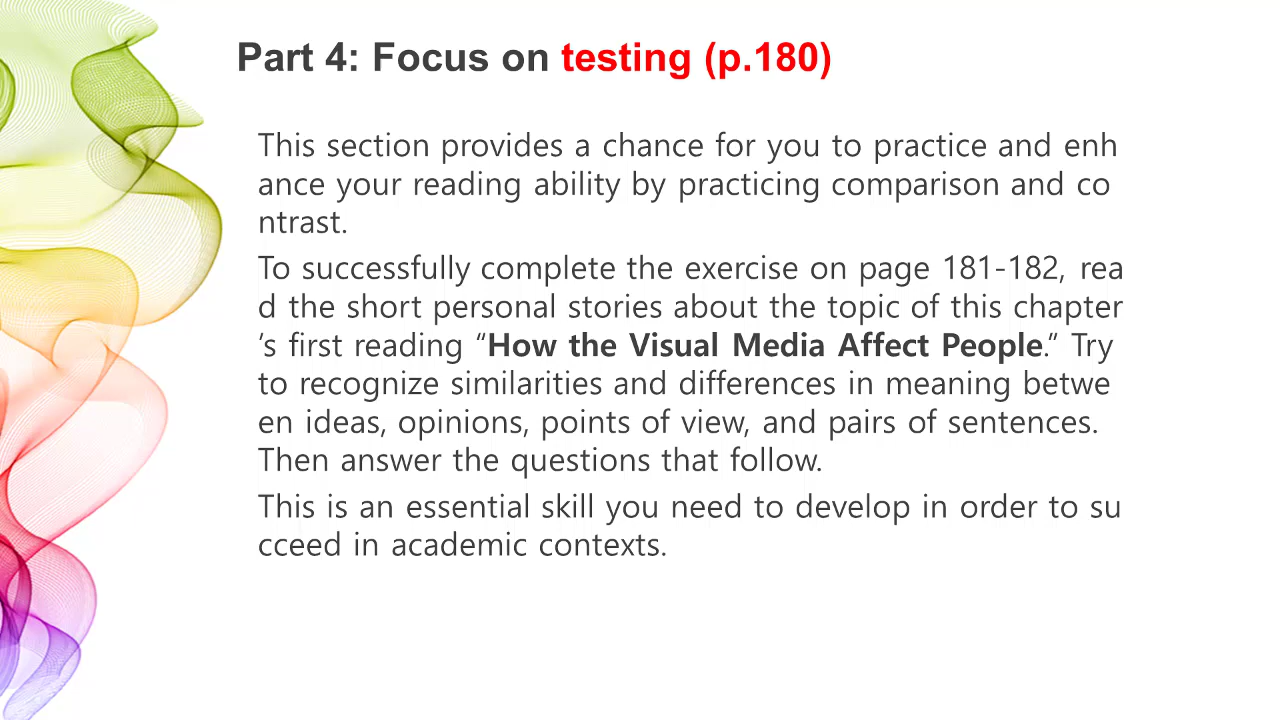 Part 4: Focus on testing (p.180)
This section provides a chance for you to practice and enh
ance your reading ability by practicing comparison and co
ntrast.
To successfully complete the exercise on page 181-182, rea
d the short personal stories about the topic of this chapter
’s first reading “How the Visual Media Affect People.” Try
to recognize similarities and differences in meaning betwe
en ideas, opinions, points of view, and pairs of sentences.
Then answer the questions that follow.
This is an essential skill you need to develop in order to su
cceed in academic contexts.